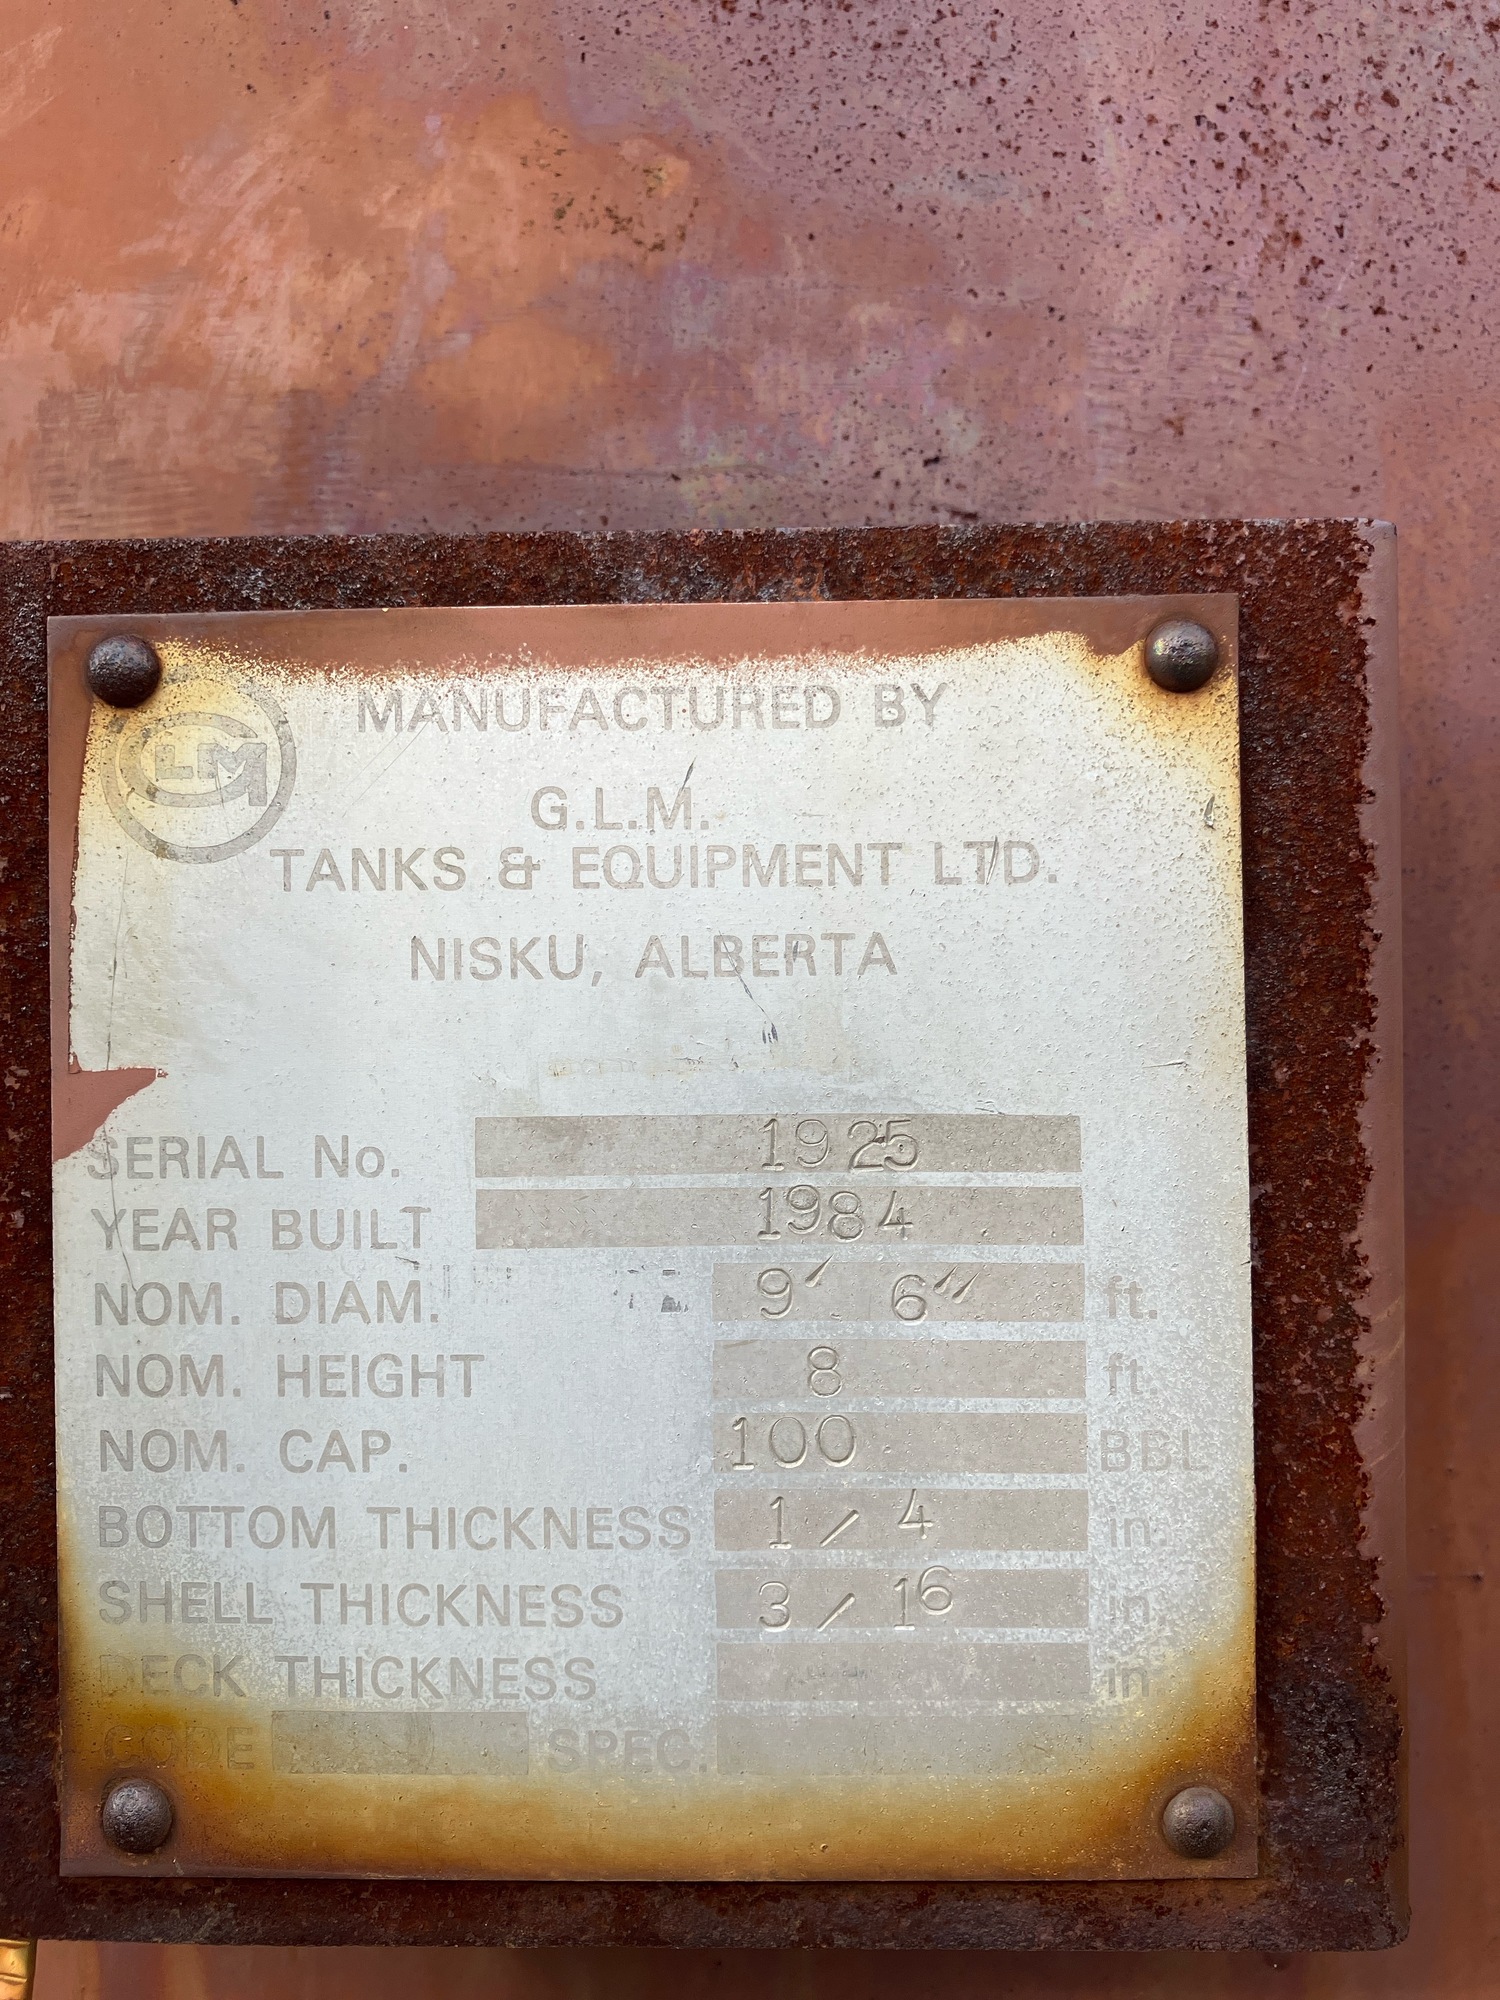 GLM
MANUFACTURED BY
G.L.M.
TANKS & EQUIPMENT LTD.
NISKU, ALBERTA
SERIAL No. 1925
YEAR BUILT 1984
NOM. DIAM. 9' 6" ft.
NOM. HEIGHT 8 ft.
NOM. CAP. 100 BBL
BOTTOM THICKNESS 1/4 in.
SHELL THICKNESS 3/16 in.
DECK THICKNESS in
CODE SPEC.